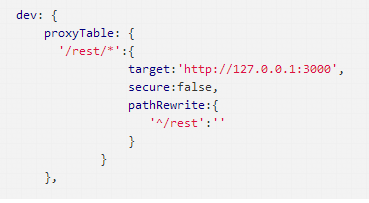 dev: {
proxyTable: {
'/rest/*':{
target:'http://127.0.0.1:3000',
secure:false,
pathRewrite:{
'^/rest':''
}
}
},